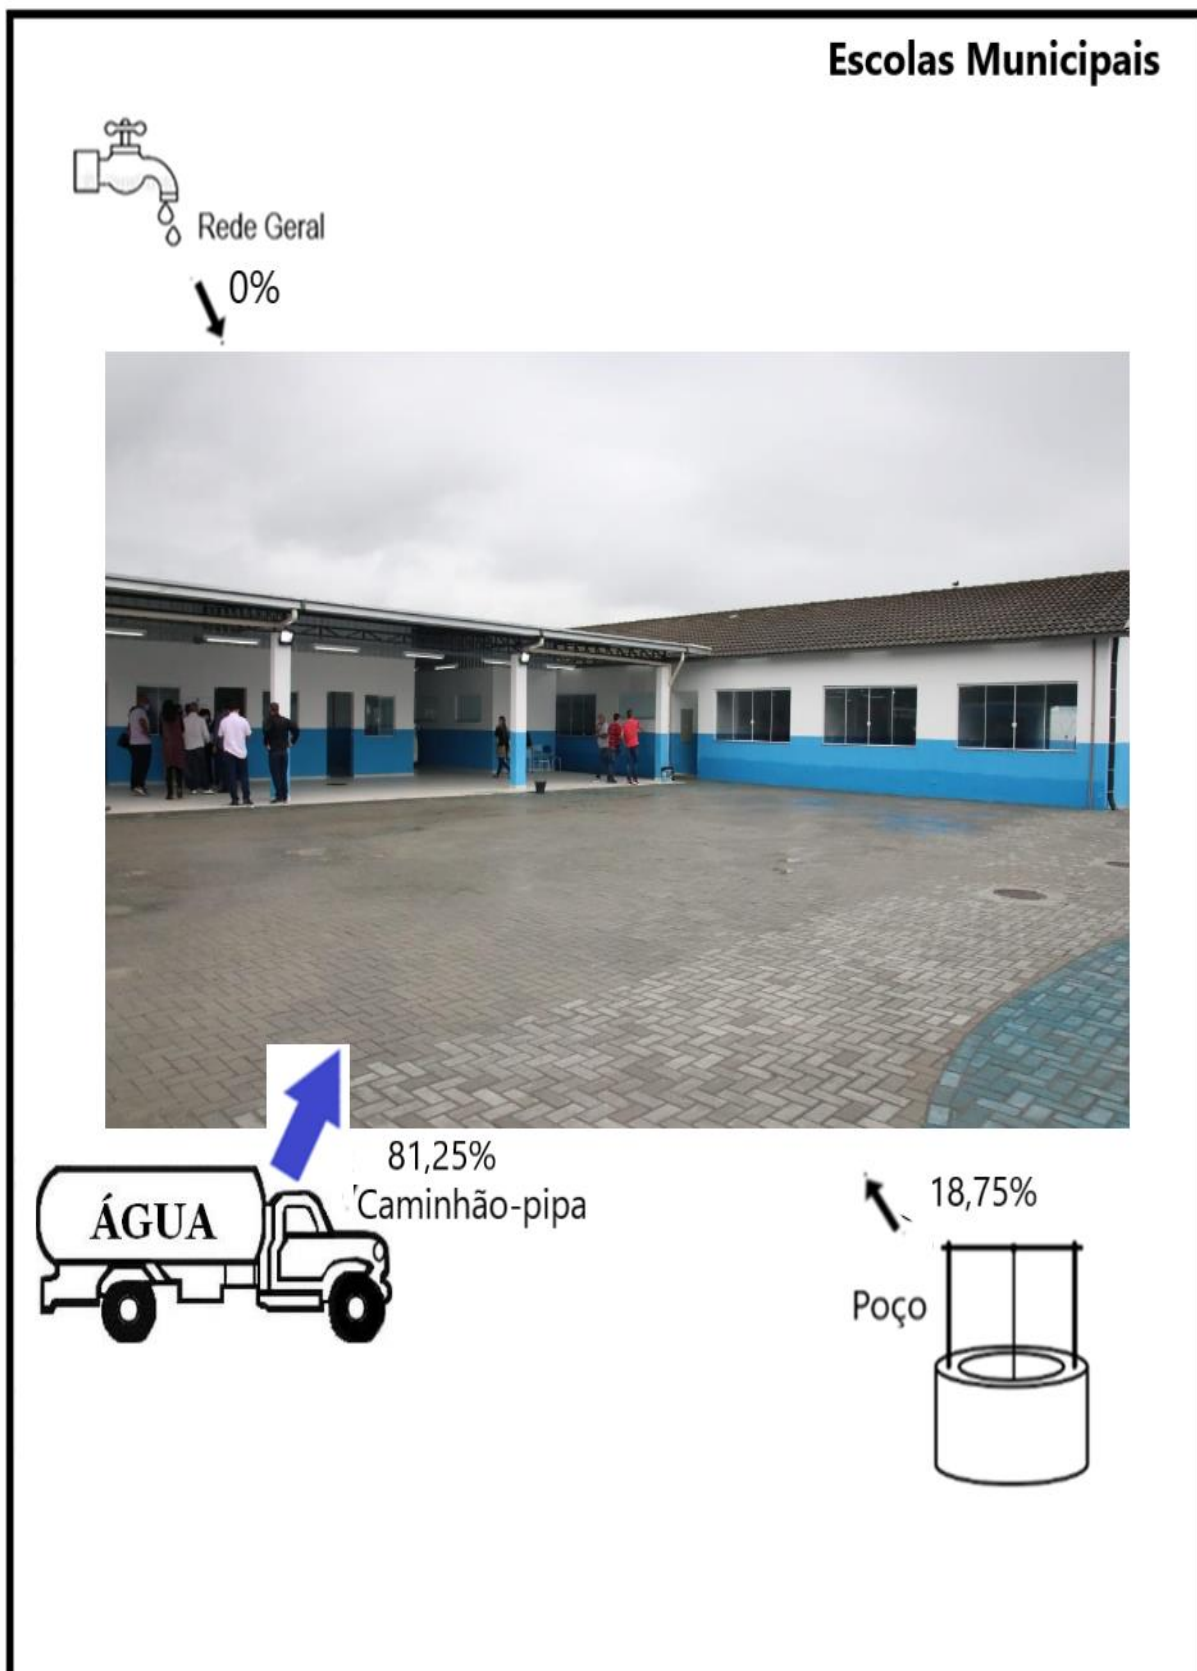 Escolas Municipais
Rede Geral
0%
81,25%
Caminhão-pipa
ÁGUA
18,75%
Poço